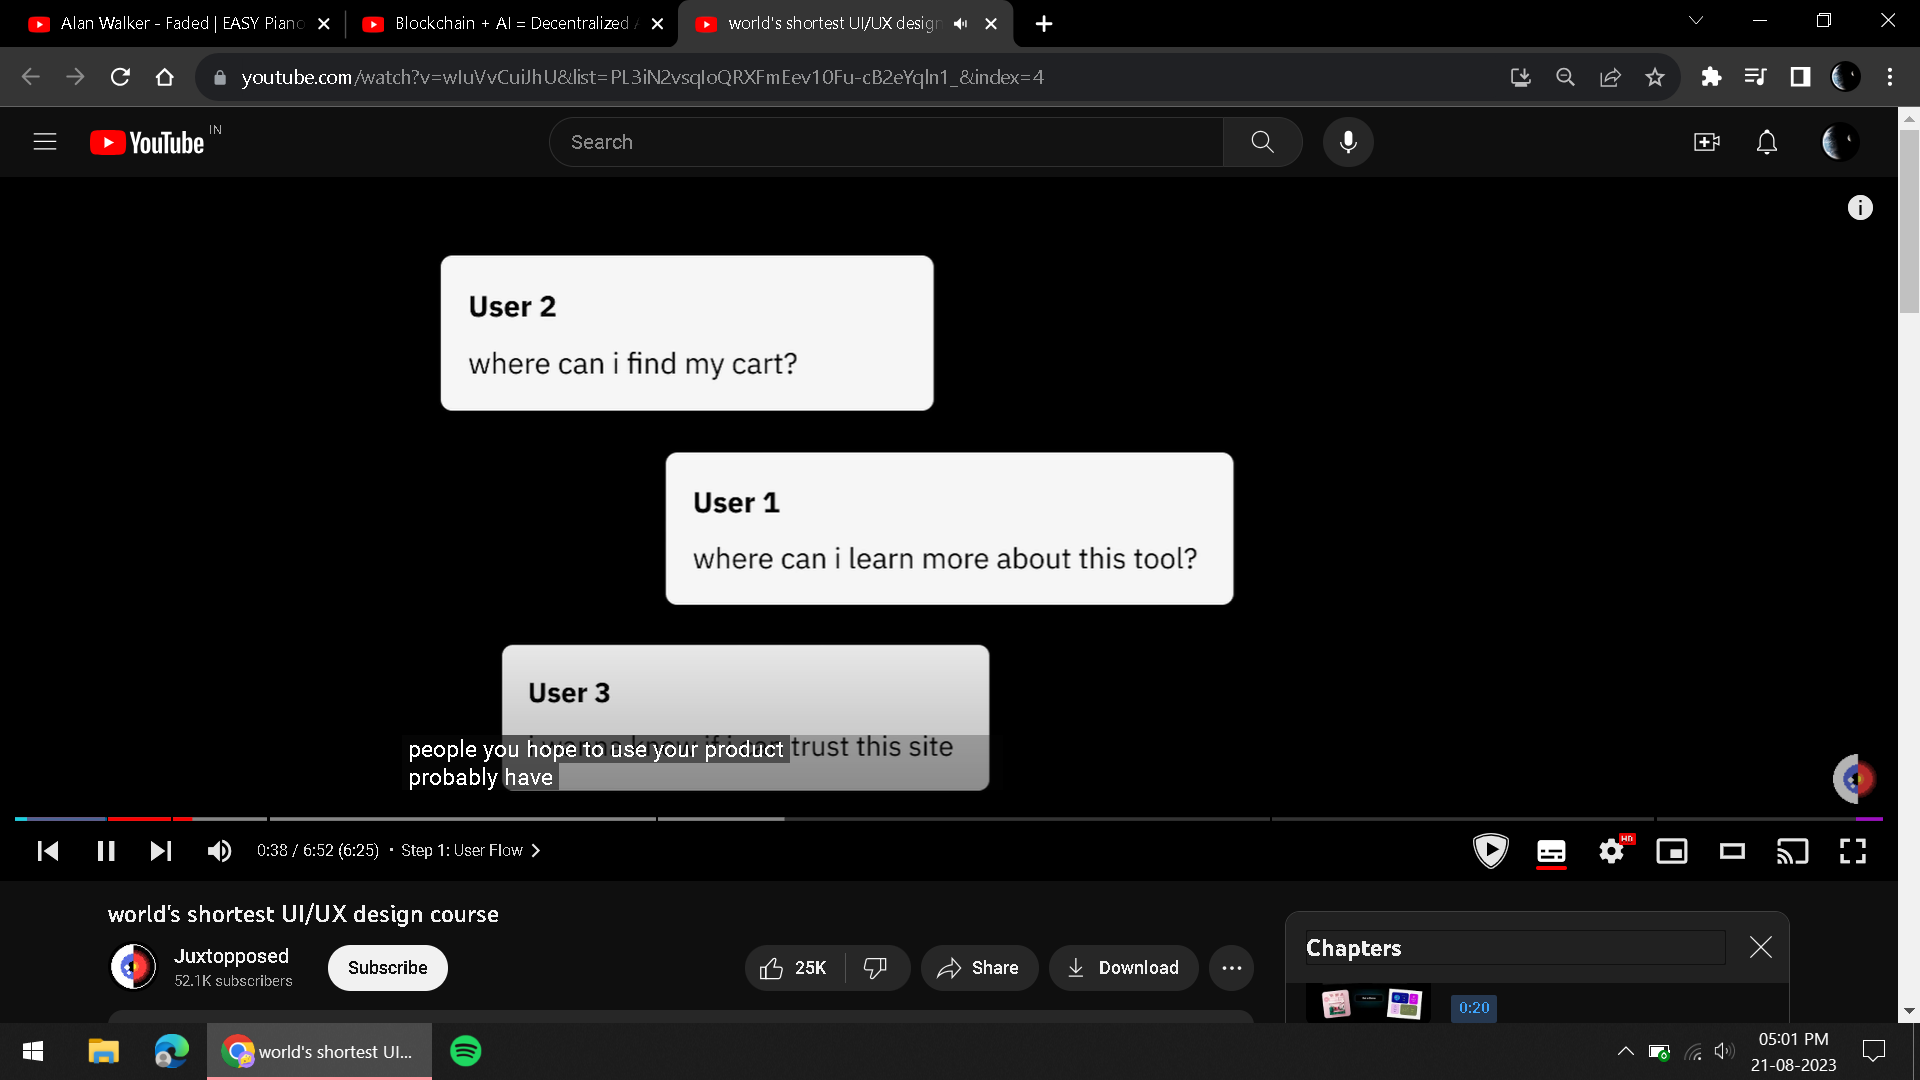 Alan Walker - Faded | EASY Piano
Blockchain + AI = Decentralized
world's shortest UI/UX design
youtube.com/watch?v=wIuVvCuiJhU&list=PL3iN2vsqIoQRXFmEev10Fu-cB2eYqln1_&index=4
YouTube IN
Search
User 2
where can i find my cart?
User 1
where can i learn more about this tool?
User 3
trust this site
people you hope to use your product
probably have
0:38 / 6:52 (6:25) • Step 1: User Flow
HD
world's shortest UI/UX design course
Juxtopposed
52.1K subscribers
Subscribe
25K
Share
Download
Chapters
0:20
world's shortest UI...
05:01 PM
21-08-2023